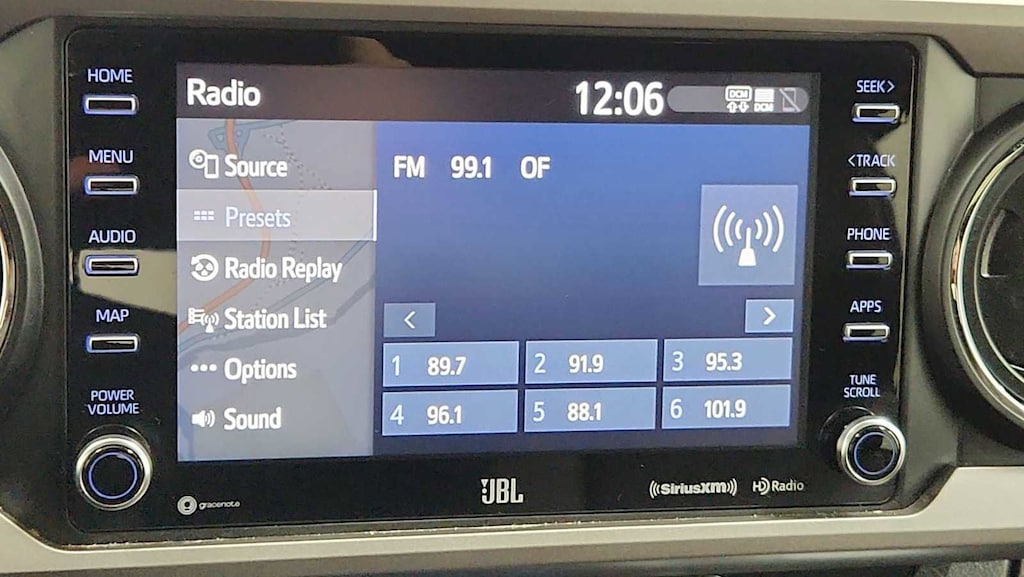 HOME
MENU
AUDIO
MAP
POWER
VOLUME
Radio
12:06
DCM
DCM
Source
Presets
Radio Replay
Station List
Options
Sound
FM 99.1 OF
<
>
1 89.7
2 91.9
3 95.3
4 96.1
5 88.1
6 101.9
SEEK>
<TRACK
PHONE
APPS
TUNE
SCROLL
gracenote
JBL
((SiriusXM))
HD Radio